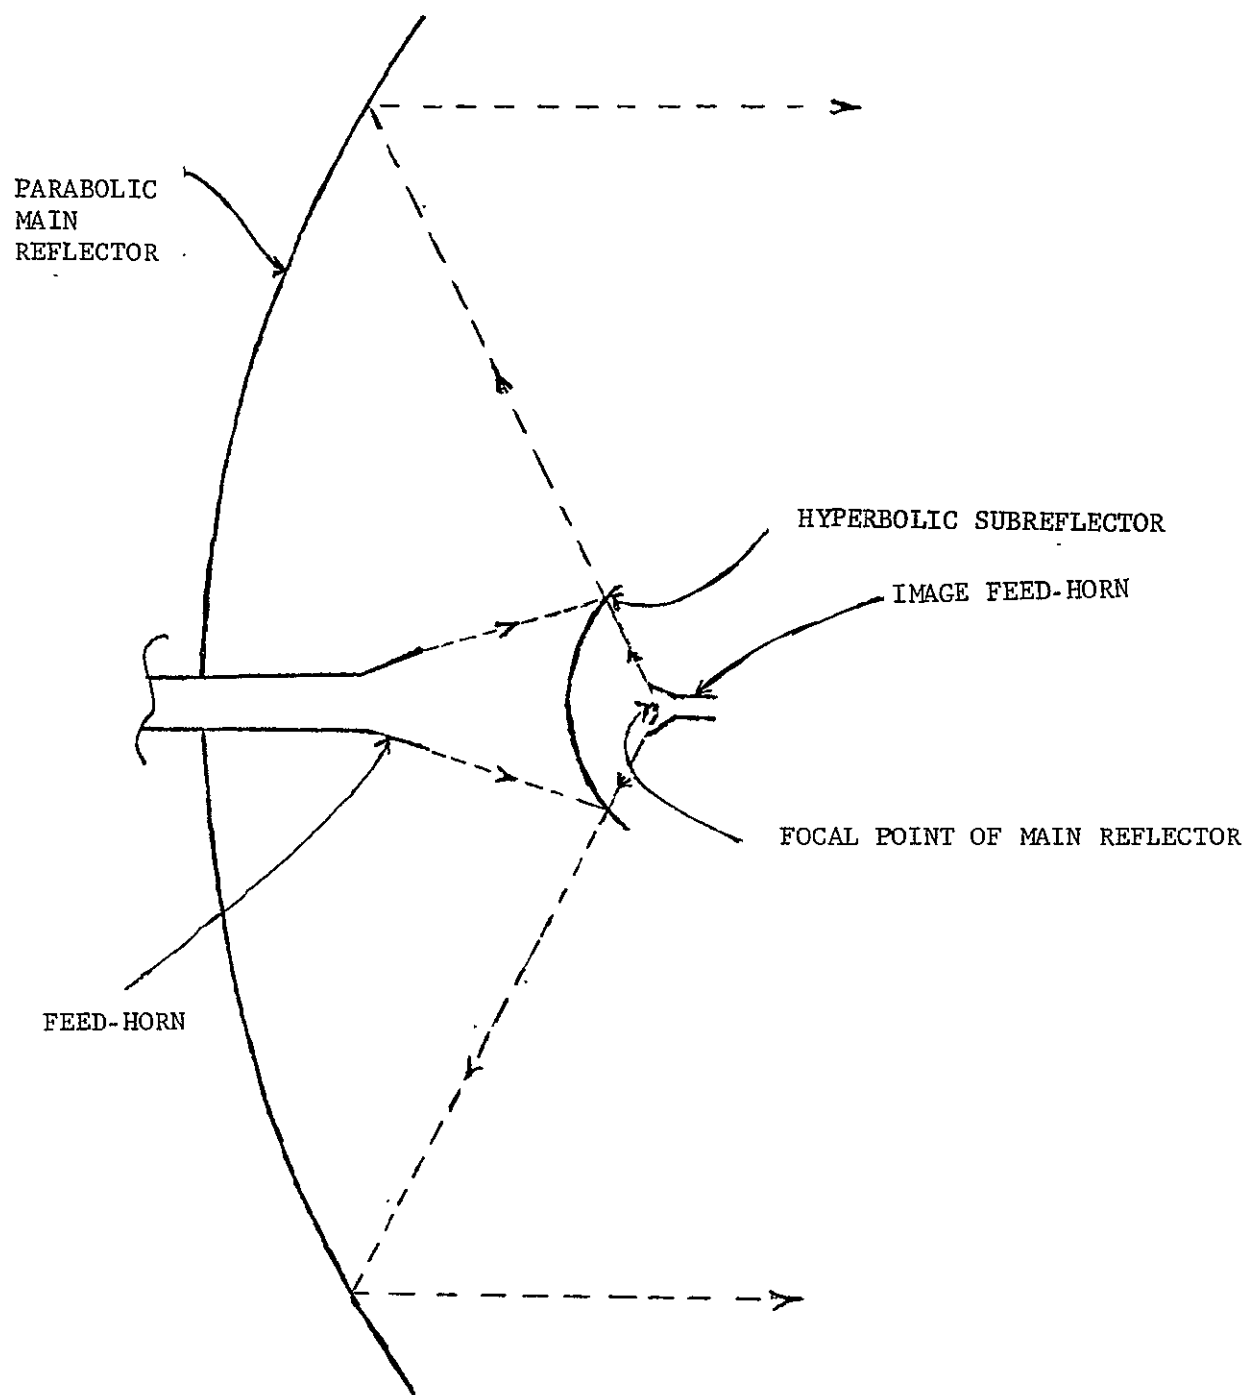 PARABOLIC
MAIN
REFLECTOR
HYPERBOLIC SUBREFLECTOR
IMAGE FEED-HORN
FOCAL POINT OF MAIN REFLECTOR
FEED-HORN